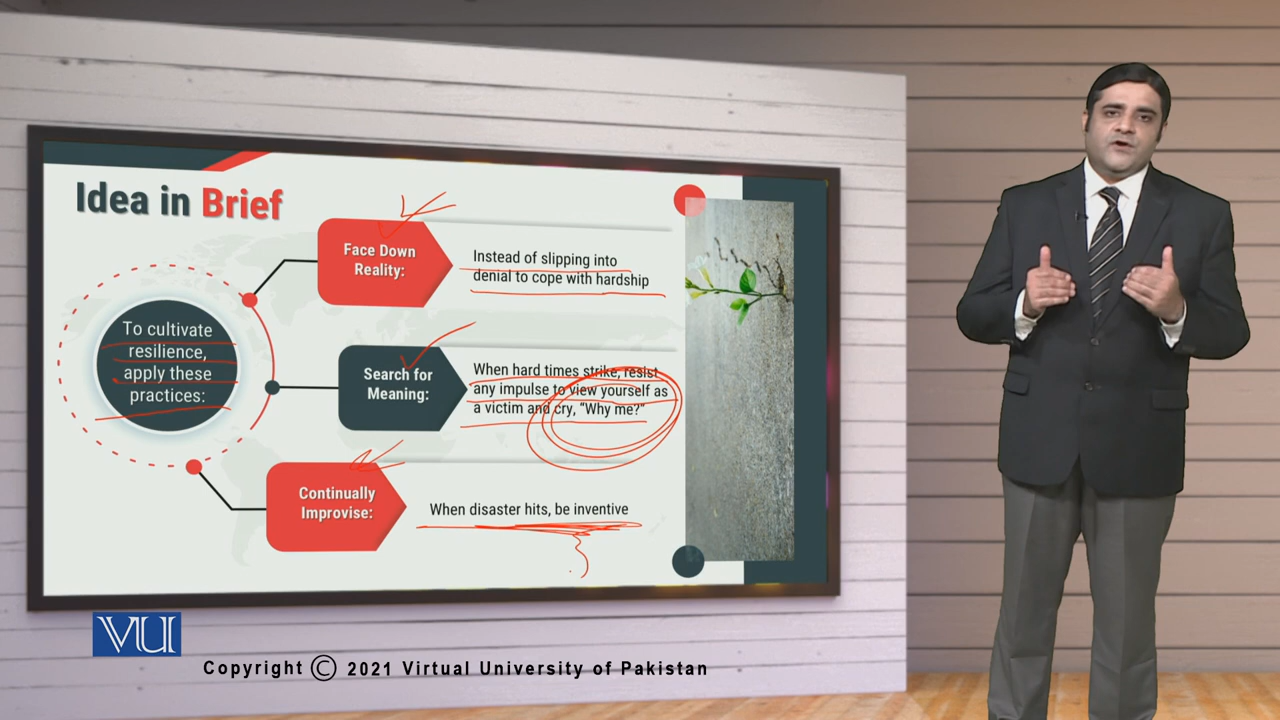 Idea in Brief
To cultivate
resilience,
apply these
practices:
Face Down
Reality:
Instead of slipping into
denial to cope with hardship
Search for
Meaning:
When hard times strike, resist
any impulse to view yourself as
a victim and cry, “Why me?”
Continually
Improvise:
When disaster hits, be inventive
VU
Copyright © 2021 Virtual University of Pakistan